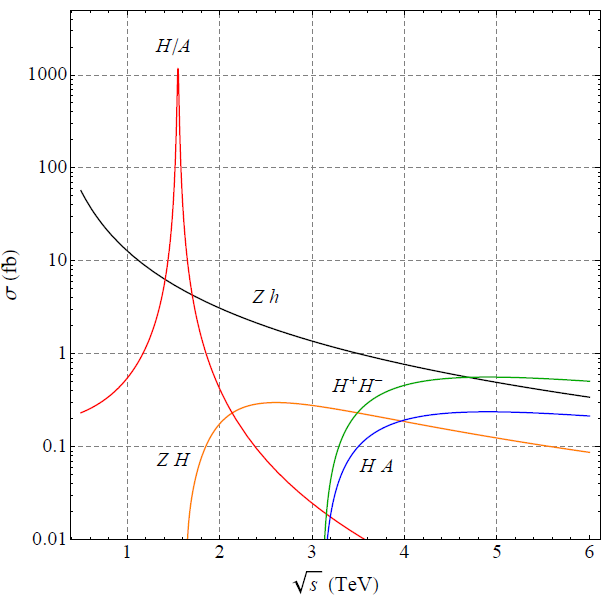 H/A
1000
100
10
1
0.1
0.01
σ (fb)
Z h
H⁺H⁻
Z H
H A
1 2 3 4 5 6
√s (TeV)